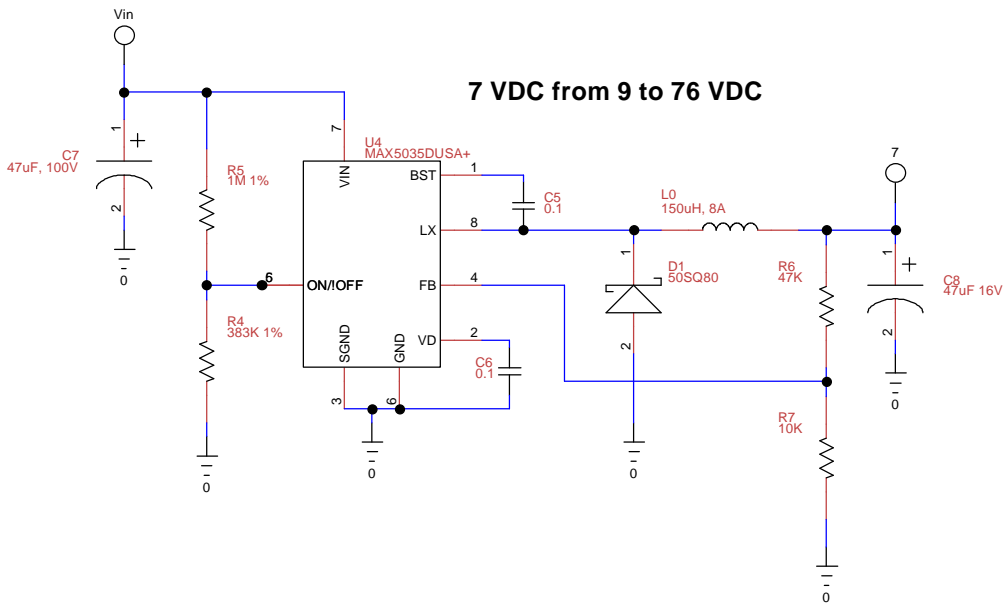 Vin
7 VDC from 9 to 76 VDC
1
C7
47uF, 100V
2
0
R5
1M 1%
6
R4
383K 1%
0
7
U4
MAX5035DUSA+
VIN
BST
1
LX
8
ON/!OFF
FB
4
VD
2
SGND
GND
3
6
0
C5
0.1
C6
0.1
1
D1
50SQ80
2
0
L0
150uH, 8A
7
R6
47K
1
C8
47uF 16V
2
0
R7
10K
0